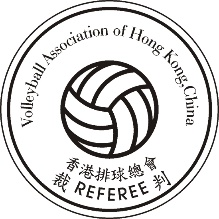 Volleyball Association of Hong Kong, China
香港排球總會
裁 REFEREE 判